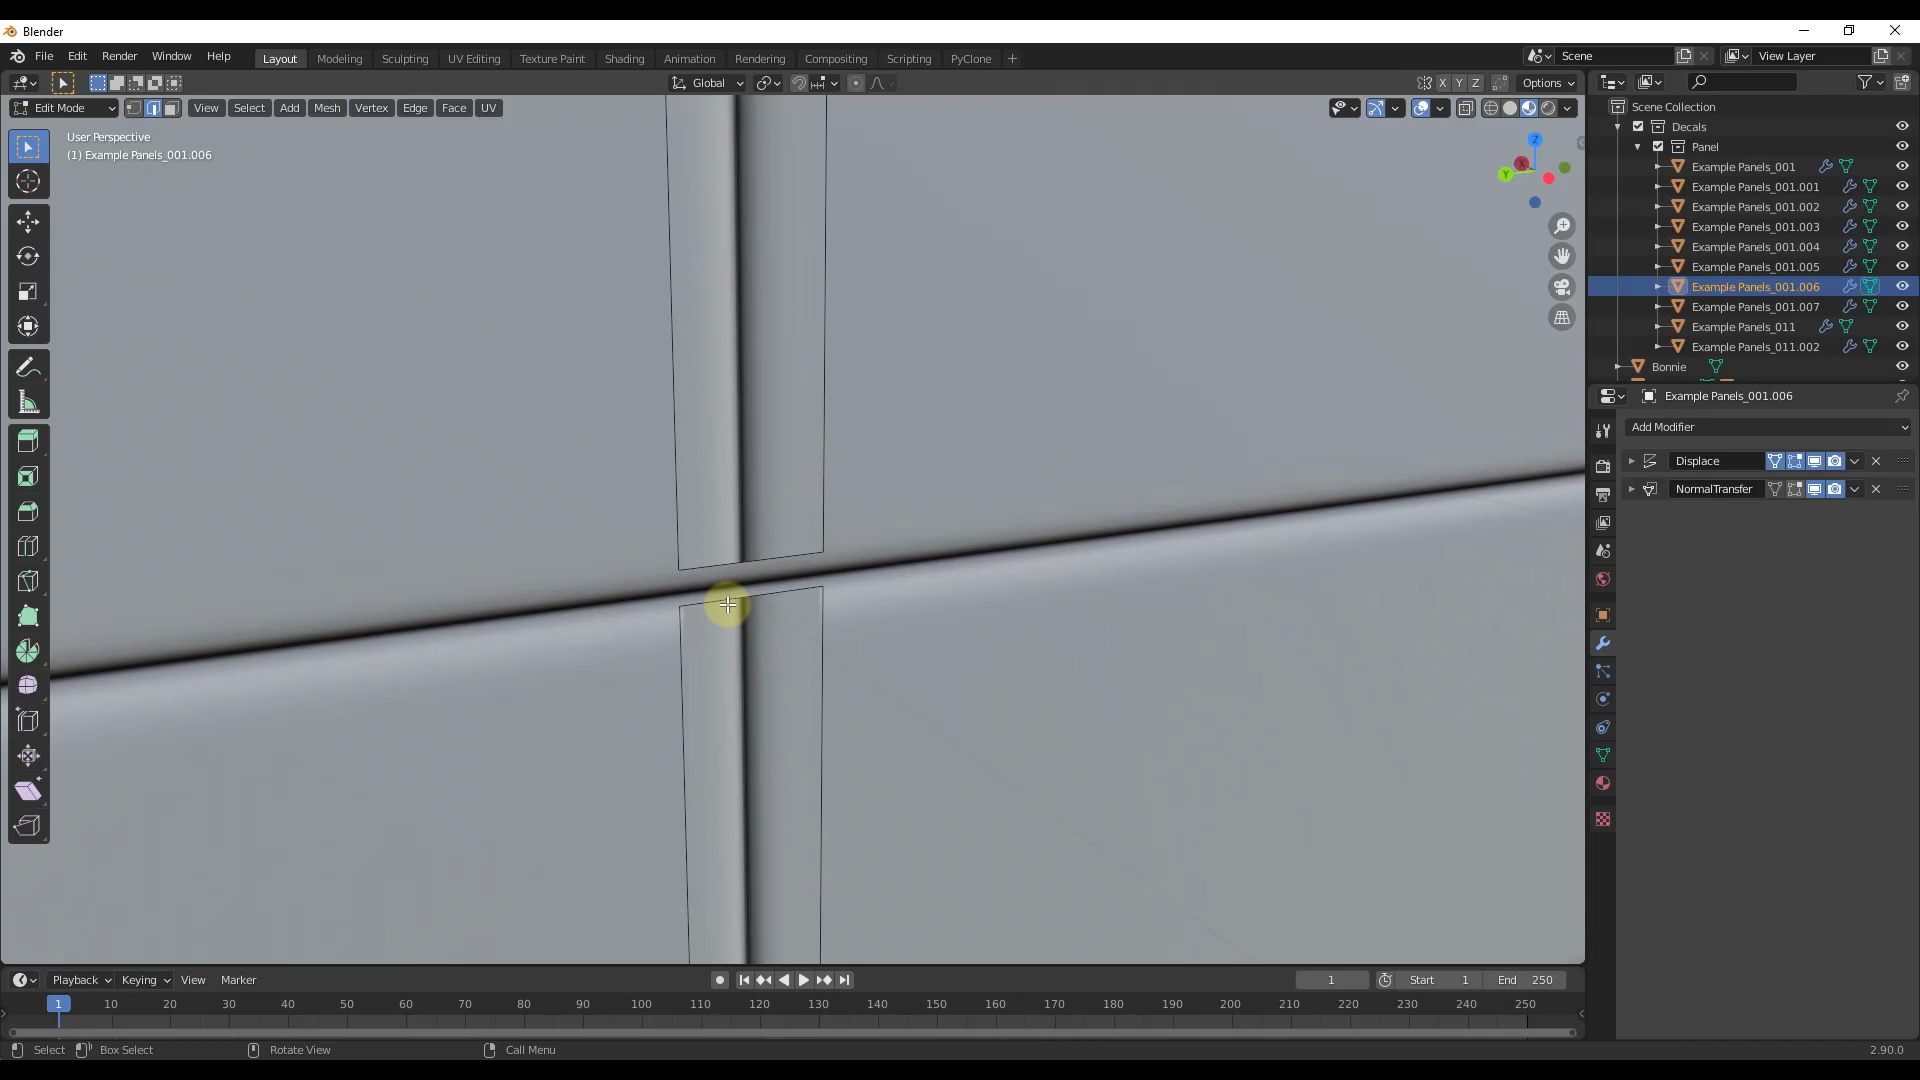 Blender
File Edit Render Window Help Layout Modeling Sculpting UV Editing Texture Paint Shading Animation Rendering Compositing Scripting PyClone + Scene View Layer
Global X Y Z Options
Edit Mode View Select Add Mesh Vertex Edge Face UV
User Perspective
(1) Example Panels_001.006
Z
X
Y
Scene Collection
Decals
Panel
Example Panels_001
Example Panels_001.001
Example Panels_001.002
Example Panels_001.003
Example Panels_001.004
Example Panels_001.005
Example Panels_001.006
Example Panels_001.007
Example Panels_011
Example Panels_011.002
Bonnie
Example Panels_001.006
Add Modifier
Displace
NormalTransfer
Playback Keying View Marker 1 Start 1 End 250
1 10 20 30 40 50 60 70 80 90 100 110 120 130 140 150 160 170 180 190 200 210 220 230 240 250
Select Box Select Rotate View Call Menu 2.90.0